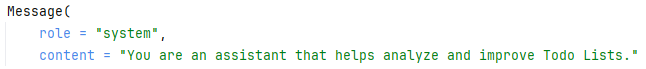 Message(
    role = "system",
    content = "You are an assistant that helps analyze and improve Todo Lists."